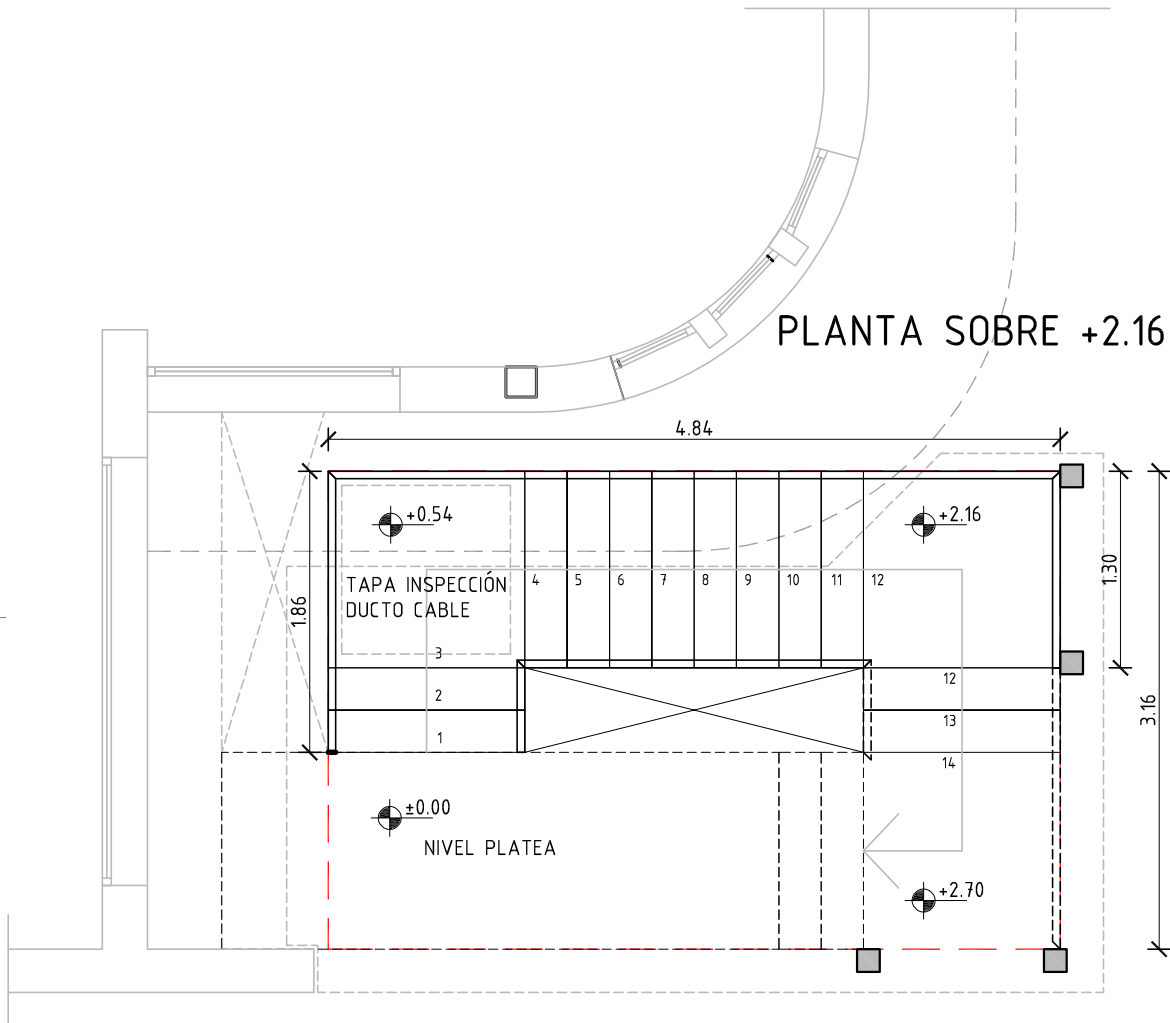 PLANTA SOBRE +2.16
4.84
+0.54
+2.16
TAPA INSPECCIÓN
DUCTO CABLE
4 5 6 7 8 9 10 11 12
1.30
1.86
3
12
2
13
1
14
3.16
±0.00
NIVEL PLATEA
+2.70